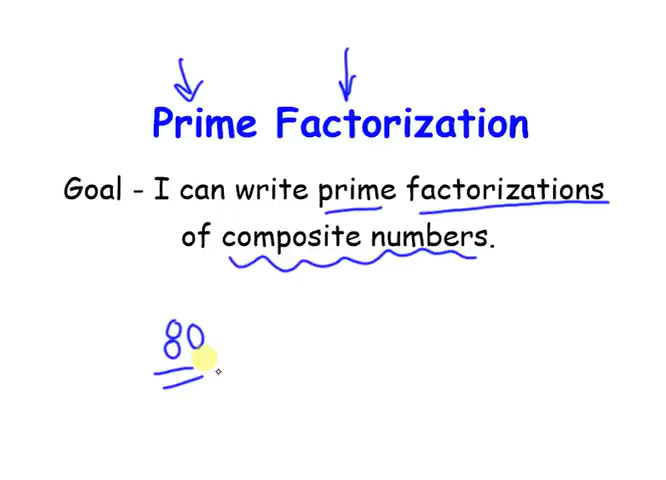 Prime Factorization
Goal - I can write prime factorizations
of composite numbers.
80